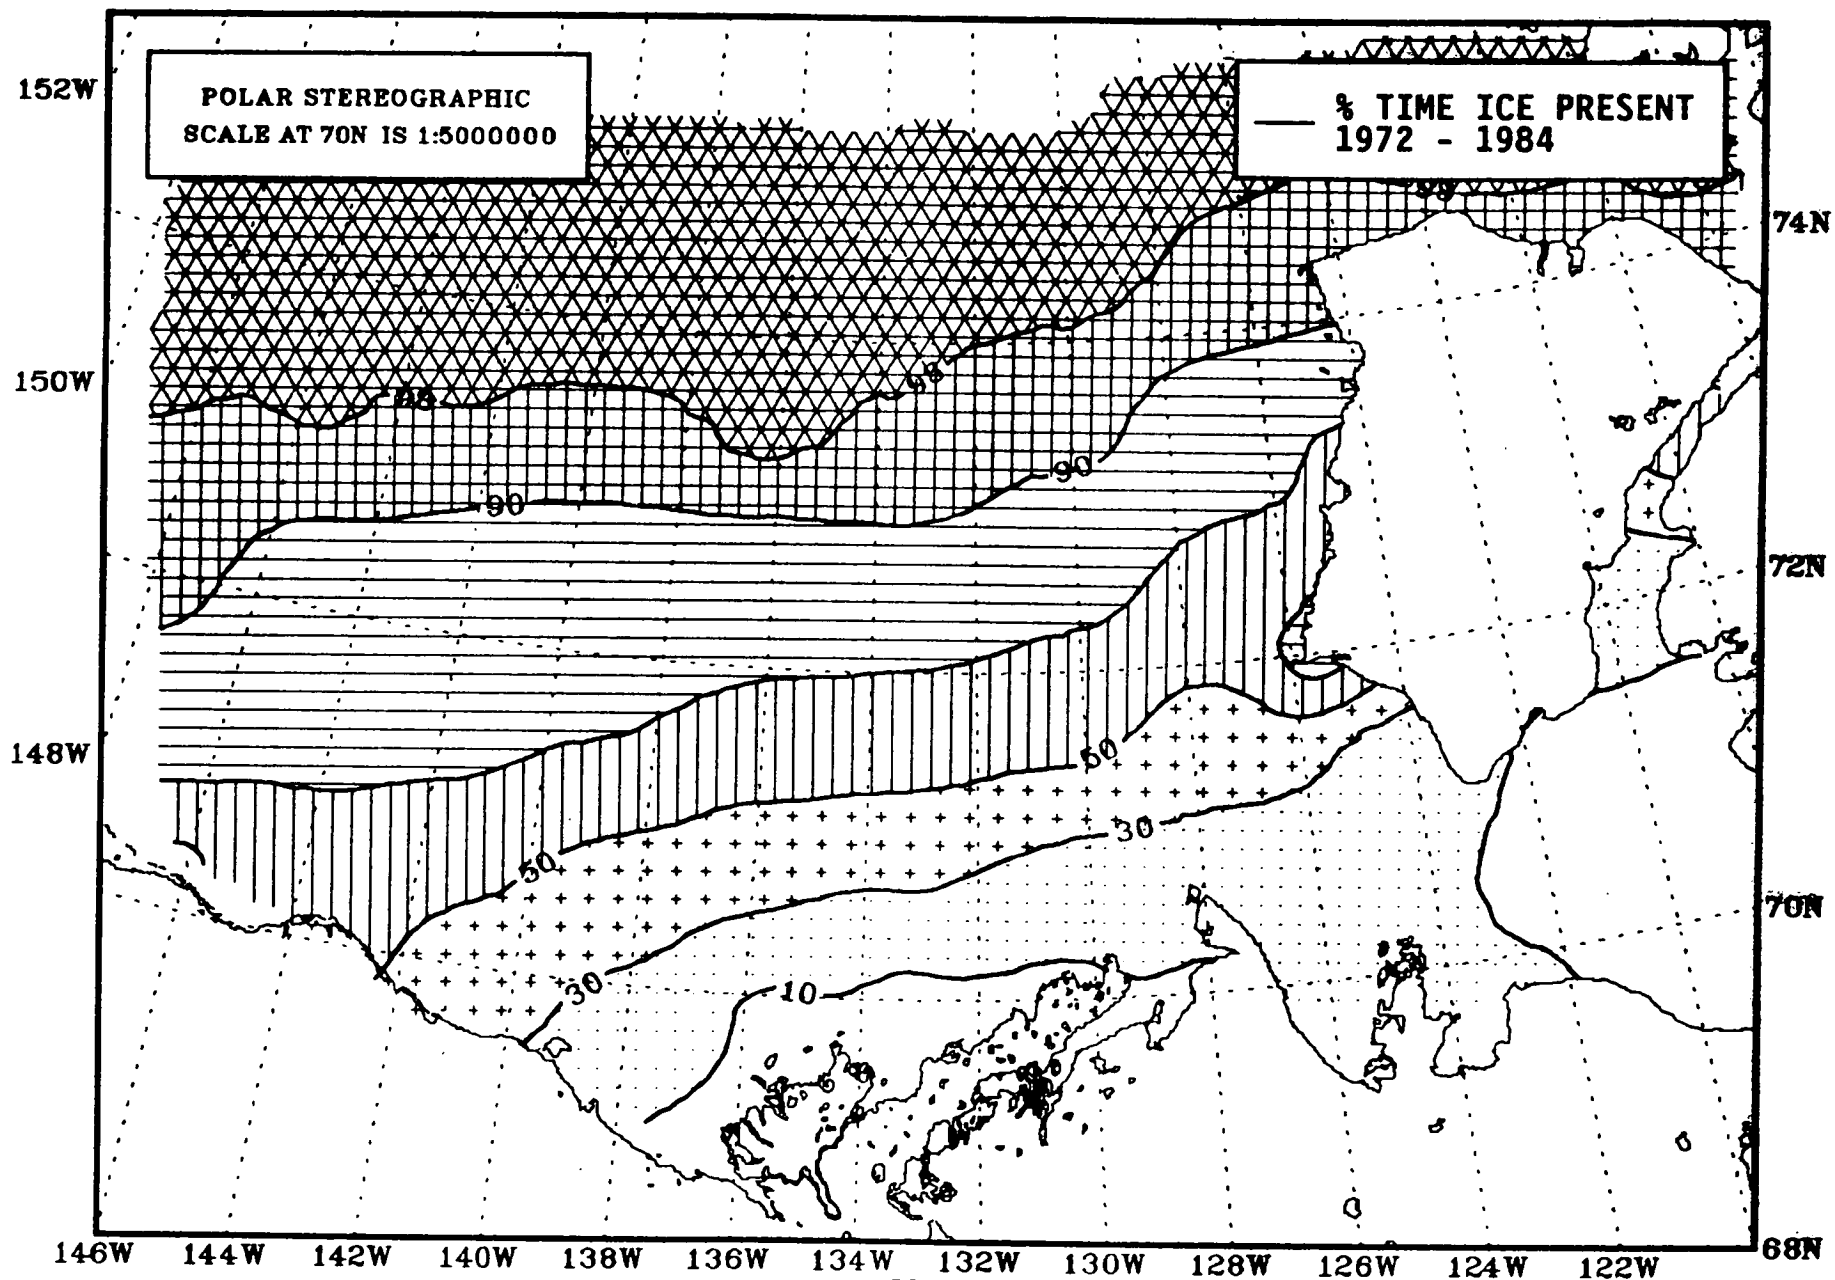 152W
POLAR STEREOGRAPHIC
SCALE AT 70N IS 1:5000000
% TIME ICE PRESENT
1972 - 1984
74N
150W
98
90
90
72N
148W
50
50
30
30
10
70N
68N
146W 144W 142W 140W 138W 136W 134W 132W 130W 128W 126W 124W 122W